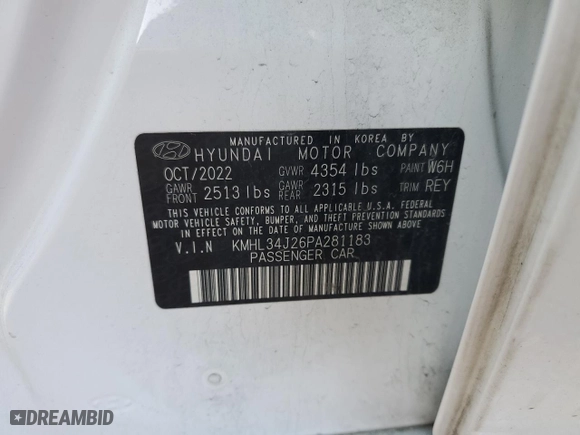 MANUFACTURED IN KOREA BY
HYUNDAI MOTOR COMPANY
OCT/2022 GVWR 4354 lbs PAINT W6H
GAWR FRONT 2513 lbs GAWR REAR 2315 lbs TRIM REY
THIS VEHICLE CONFORMS TO ALL APPLICABLE U.S.A. FEDERAL
MOTOR VEHICLE SAFETY, BUMPER, AND THEFT PREVENTION STANDARDS
IN EFFECT ON THE DATE OF MANUFACTURE SHOWN ABOVE.
V.I.N KMHL34J26PA281183
PASSENGER CAR
DREAMBID